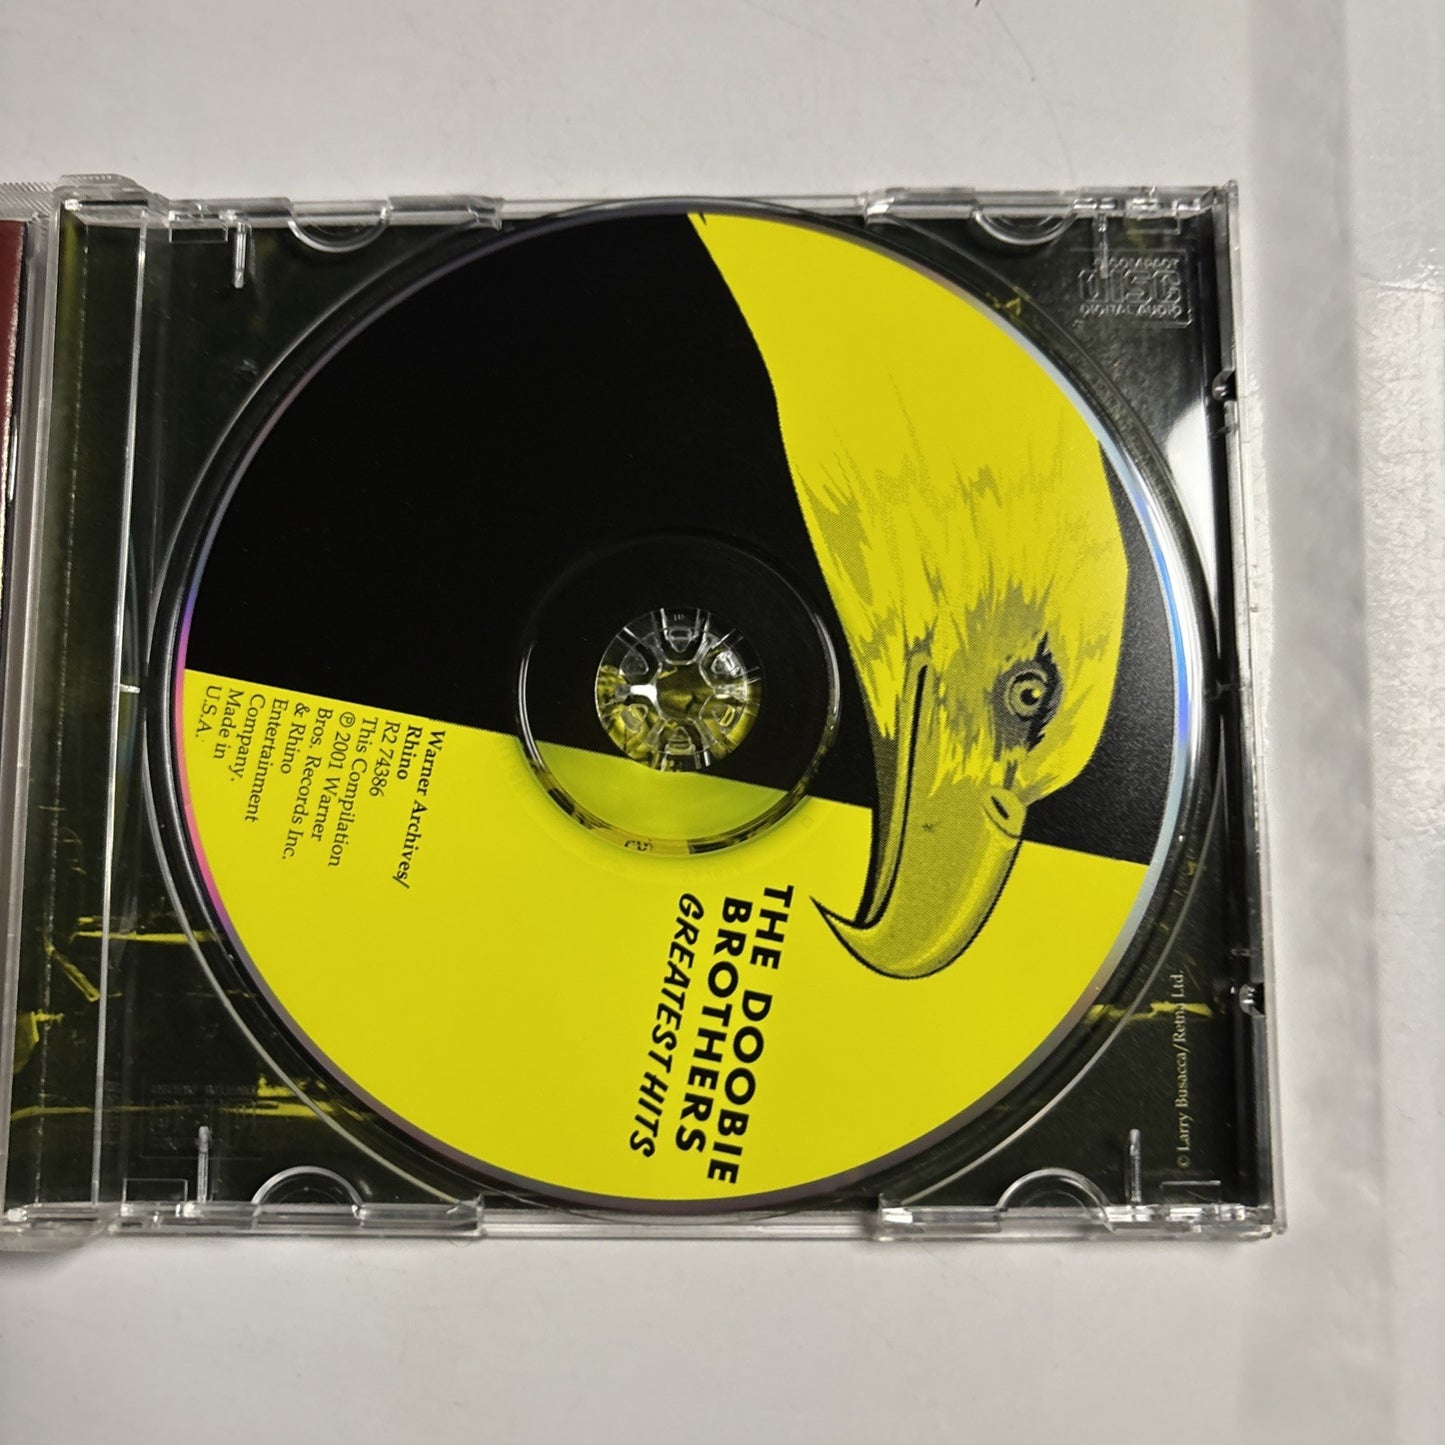 THE DOOBIE
BROTHERS
GREATEST HITS
Warner Archives/
Rhino
R2 74386
This Compilation
℗ 2001 Warner
Bros. Records Inc.
& Rhino
Entertainment
Company.
Made in
U.S.A.
COMPACT
disc
DIGITAL AUDIO
© Larry Busacca/Retna Ltd.